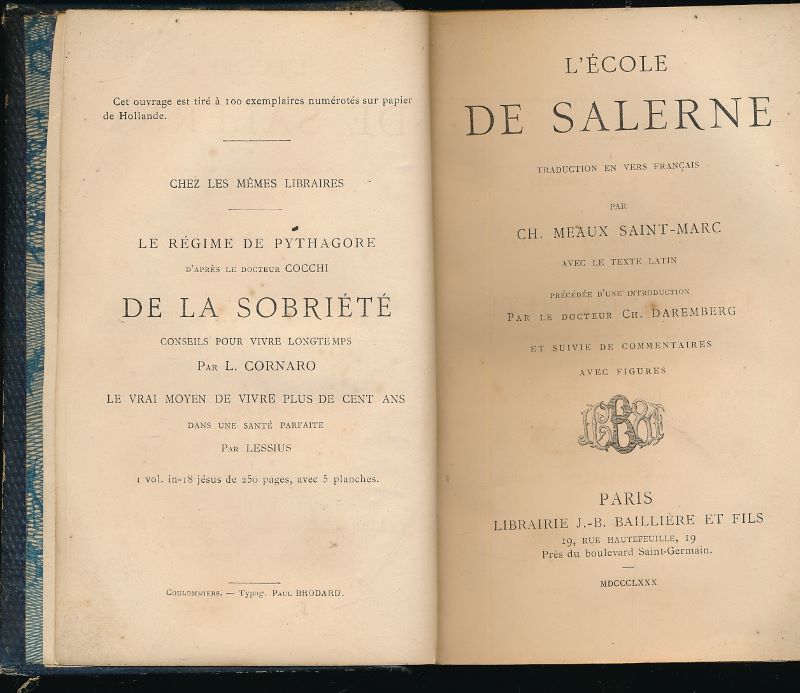 Cet ouvrage est tiré à 100 exemplaires numérotés sur papier
de Hollande.
CHEZ LES MÊMES LIBRAIRES
LE RÉGIME DE PYTHAGORE
D'APRÈS LE DOCTEUR COCCHI
DE LA SOBRIÉTÉ
CONSEILS POUR VIVRE LONGTEMPS
PAR L. CORNARO
LE VRAI MOYEN DE VIVRE PLUS DE CENT ANS
DANS UNE SANTÉ PARFAITE
PAR LESSIUS
1 vol. in-18 jésus de 250 pages, avec 5 planches.
COULOMMIERS. — Typog. PAUL BRODARD.
L'ÉCOLE
DE SALERNE
TRADUCTION EN VERS FRANÇAIS
PAR
CH. MEAUX SAINT-MARC
AVEC LE TEXTE LATIN
PRÉCÉDÉE D'UNE INTRODUCTION
PAR LE DOCTEUR CH. DAREMBERG
ET SUIVIE DE COMMENTAIRES
AVEC FIGURES
PARIS
LIBRAIRIE J.-B. BAILLIÈRE ET FILS
19, RUE HAUTEFEUILLE, 19
Près du boulevard Saint-Germain.
MDCCCLXXX